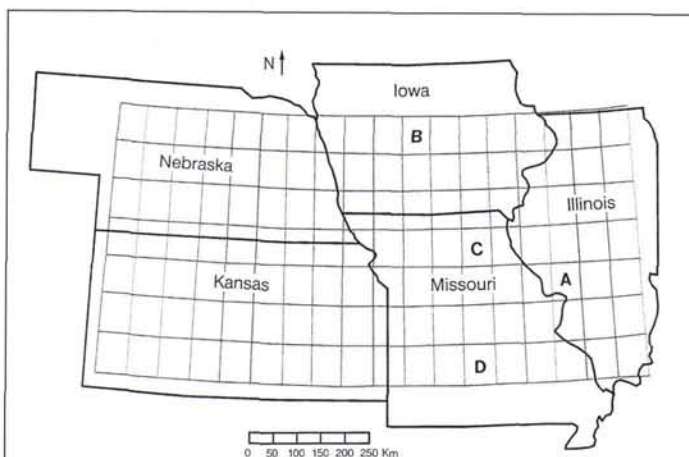 N
Iowa
B
Nebraska
Illinois
C
A
Kansas
Missouri
D
0 50 100 150 200 250 Km